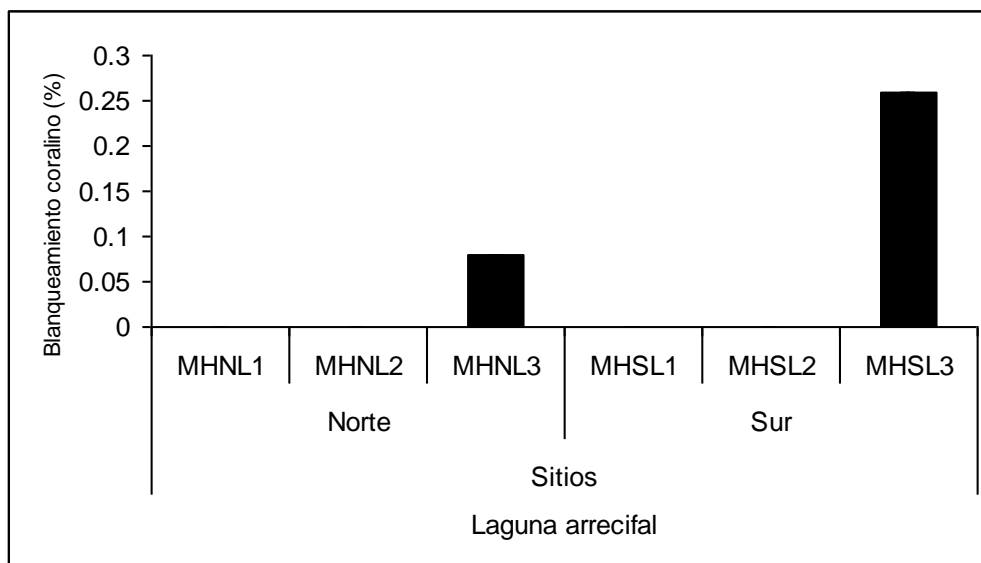 Blanqueamiento coralino (%)
0.3
0.25
0.2
0.15
0.1
0.05
0
MHNL1 MHNL2 MHNL3 MHSL1 MHSL2 MHSL3
Norte Sur
Sitios
Laguna arrecifal